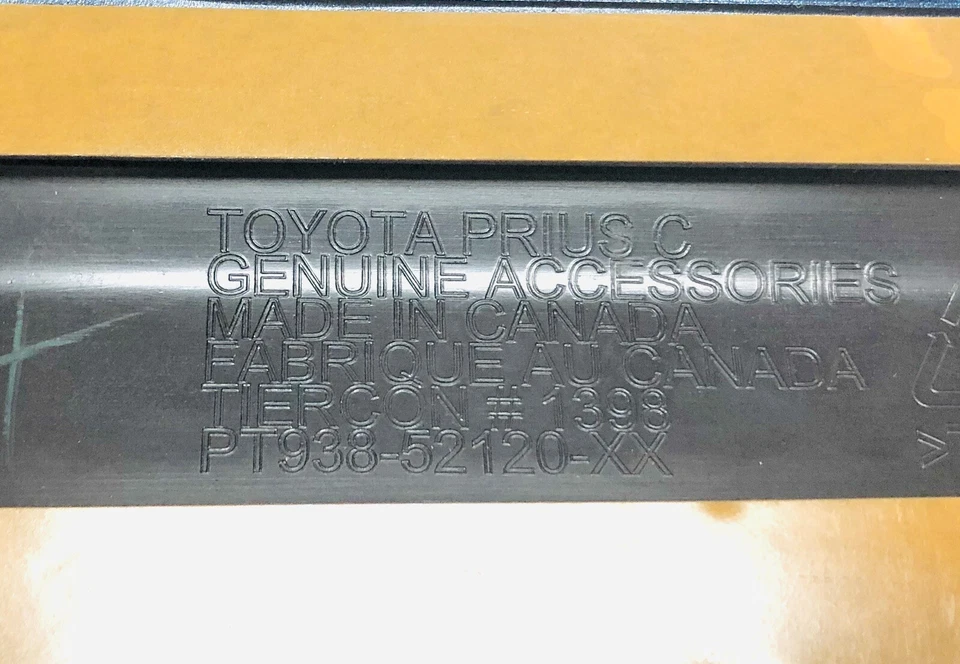 TOYOTA PRIUS C
GENUINE ACCESSORIES
MADE IN CANADA
FABRIQUE AU CANADA
TIERCON # 1398
PT938-52120-XX